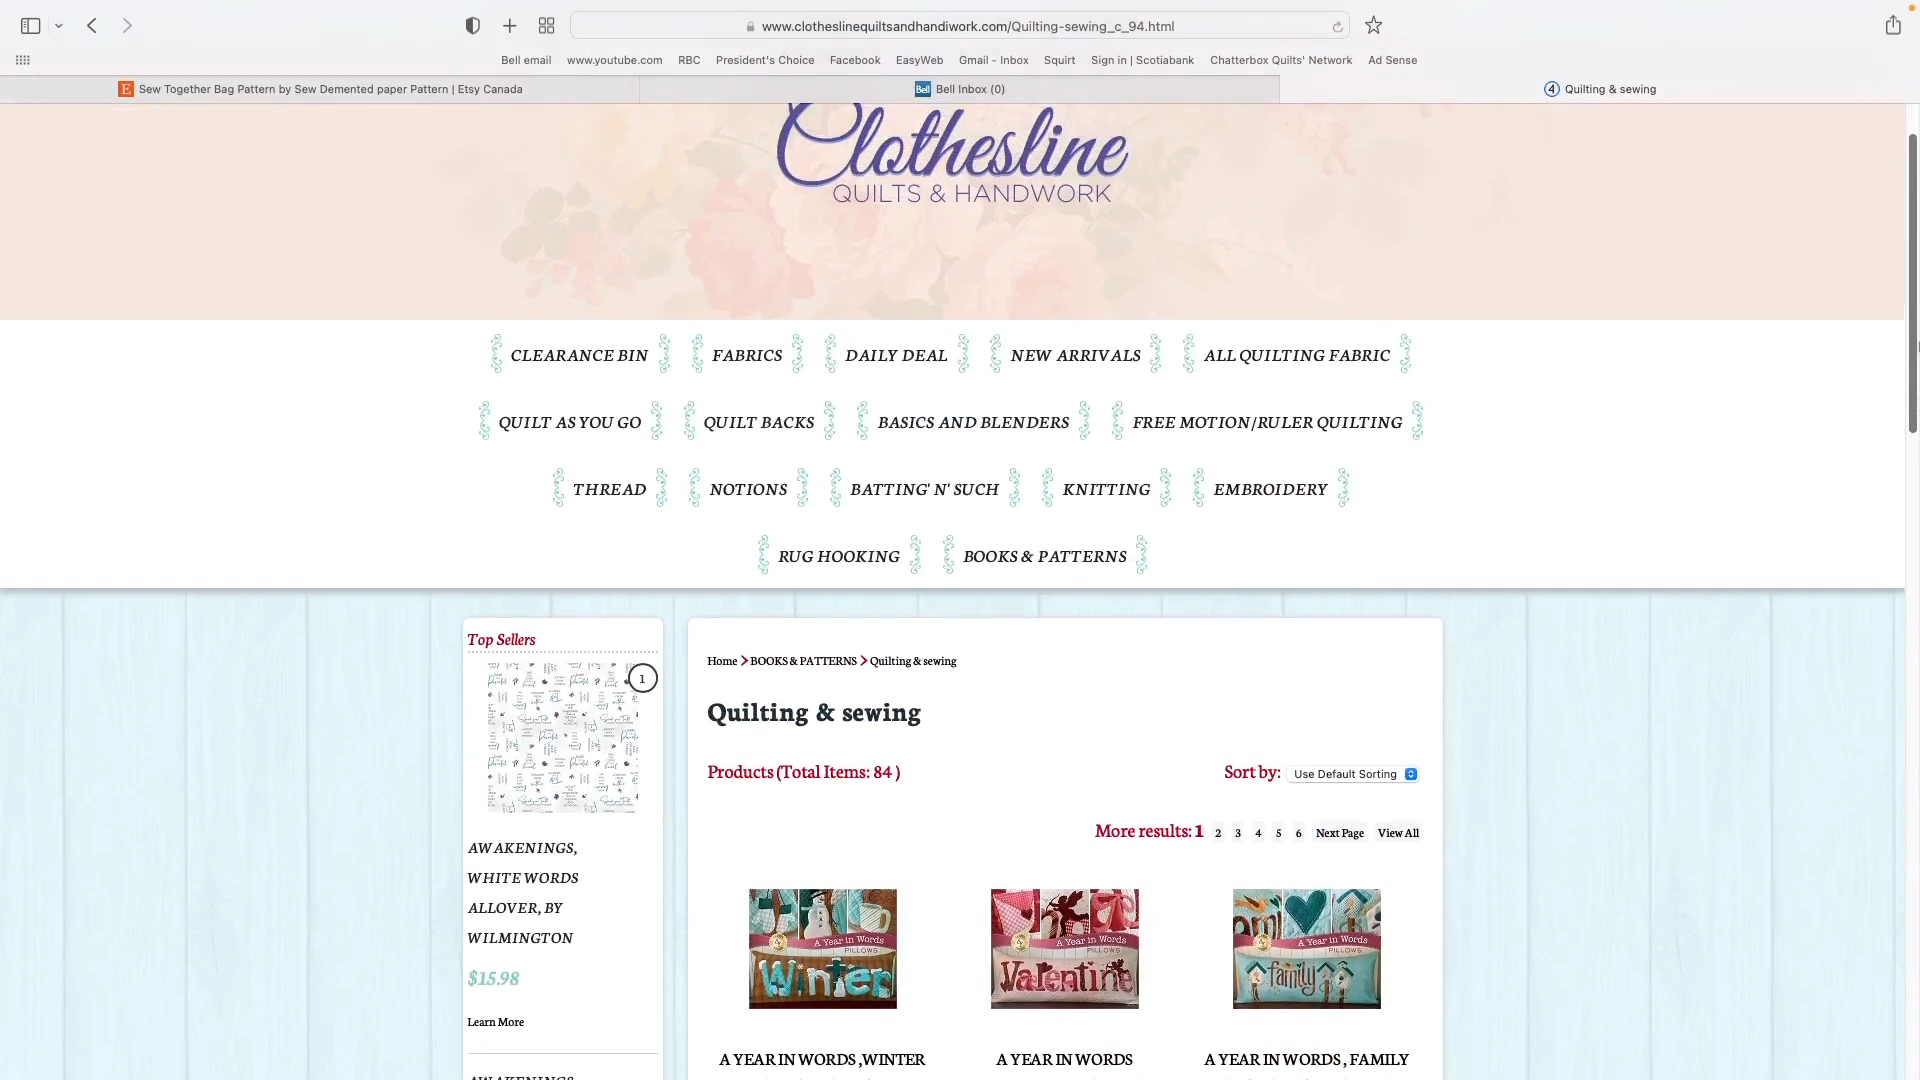 www.clotheslinequiltsandhandiwork.com/Quilting-sewing_c_94.html
Bell email www.youtube.com RBC President's Choice Facebook EasyWeb Gmail - Inbox Squirt Sign in | Scotiabank Chatterbox Quilts' Network Ad Sense
Sew Together Bag Pattern by Sew Demented paper Pattern | Etsy Canada
Bell Inbox (0)
4 Quilting & sewing
Clothesline
QUILTS & HANDWORK
CLEARANCE BIN FABRICS DAILY DEAL NEW ARRIVALS ALL QUILTING FABRIC
QUILT AS YOU GO QUILT BACKS BASICS AND BLENDERS FREE MOTION/RULER QUILTING
THREAD NOTIONS BATTING' N' SUCH KNITTING EMBROIDERY
RUG HOOKING BOOKS & PATTERNS
Top Sellers
1
AWAKENINGS,
WHITE WORDS
ALLOVER, BY
WILMINGTON
$15.98
Learn More
AWAKENINGS
Home > BOOKS & PATTERNS > Quilting & sewing
Quilting & sewing
Products (Total Items: 84 )
Sort by: Use Default Sorting
More results: 1 2 3 4 5 6 Next Page View All
A Year in Words
PILLOWS
Winter
A Year in Words
PILLOWS
Valentine
A Year in Words
PILLOWS
family
A YEAR IN WORDS ,WINTER
A YEAR IN WORDS
A YEAR IN WORDS , FAMILY